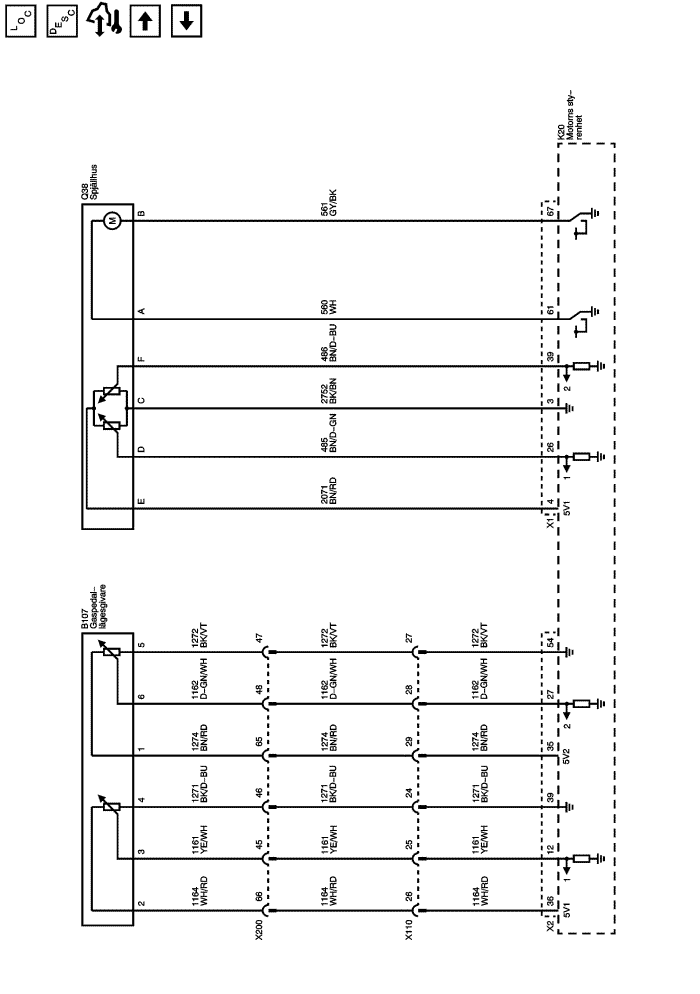 LOC
DESC
Q38
Spjällhus
K20
Motorns sty–
renhet
M
B
561
GY/BK
67
A
560
WH
61
F
486
BN/D–BU
39
2
C
2752
BK/BN
3
D
485
BN/D–GN
26
1
E
2071
BN/RD
4
5V1
X1
B107
Gaspedal–
lägesgivare
5
1272
BK/VT
47
1272
BK/VT
27
1272
BK/VT
54
6
1162
D–GN/WH
48
1162
D–GN/WH
28
1162
D–GN/WH
27
2
1
1274
BN/RD
65
1274
BN/RD
29
1274
BN/RD
35
5V2
4
1271
BK/D–BU
46
1271
BK/D–BU
24
1271
BK/D–BU
39
3
1161
YE/WH
45
1161
YE/WH
25
1161
YE/WH
12
1
2
1164
WH/RD
66
1164
WH/RD
26
1164
WH/RD
36
5V1
X200
X110
X2